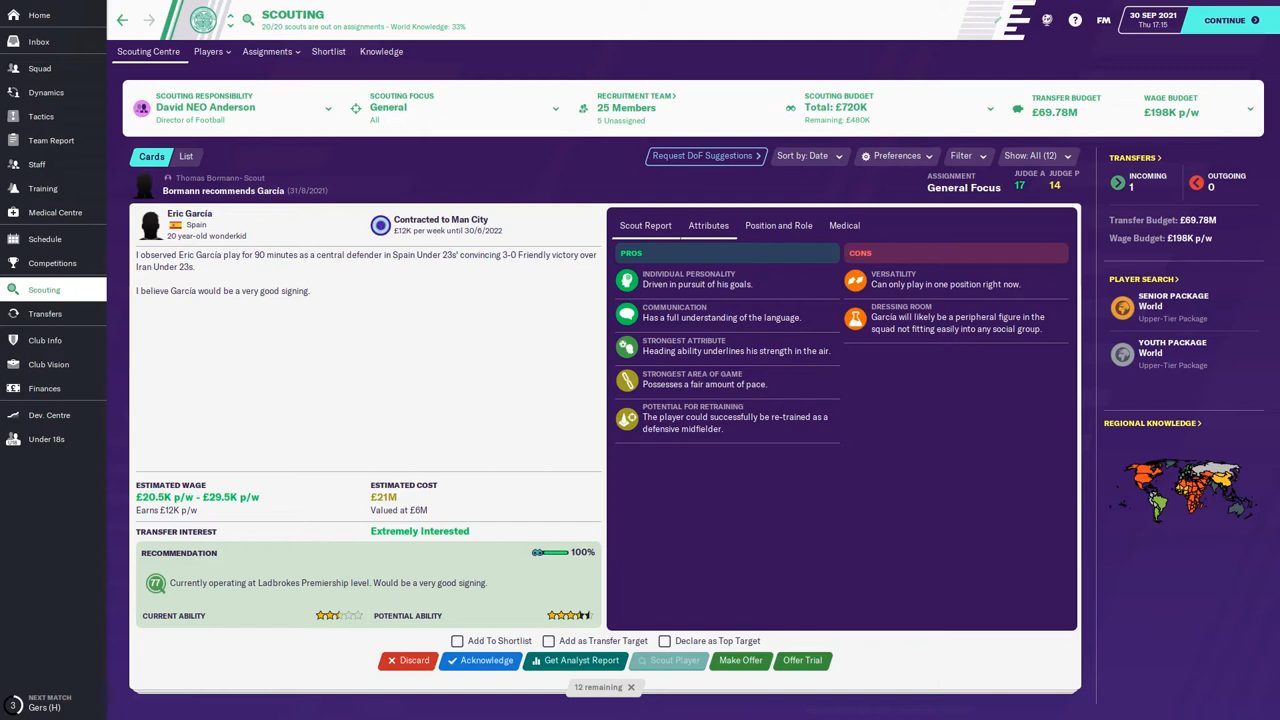 SCOUTING
20/20 scouts are out on assignments - World Knowledge: 33%
FM
30 SEP 2021
Thu 17:15
CONTINUE
Home
Inbox
Squad
Dynamics
Tactics
Team Report
Staff
Training
Medical Centre
Schedule
Competitions
Scouting
Transfers
Club Info
Club Vision
Finances
Dev. Centre
Under 18s
NEXT MATCH
3
Gers (H)
Scouting Centre
Players
Assignments
Shortlist
Knowledge
SCOUTING RESPONSIBILITY
David NEO Anderson
Director of Football
SCOUTING FOCUS
General
All
RECRUITMENT TEAM
25 Members
5 Unassigned
SCOUTING BUDGET
Total: £720K
Remaining: £480K
TRANSFER BUDGET
£69.78M
WAGE BUDGET
£198K p/w
Cards
List
Request DoF Suggestions
Sort by: Date
Preferences
Filter
Show: All (12)
Thomas Bormann- Scout
Bormann recommends García (31/8/2021)
ASSIGNMENT
General Focus
JUDGE A
17
JUDGE P
14
Eric García
Spain
20 year-old wonderkid
Contracted to Man City
£12K per week until 30/6/2022
I observed Eric García play for 90 minutes as a central defender in Spain Under 23s' convincing 3-0 Friendly victory over
Iran Under 23s.
I believe García would be a very good signing.
ESTIMATED WAGE
£20.5K p/w - £29.5K p/w
Earns £12K p/w
ESTIMATED COST
£21M
Valued at £6M
TRANSFER INTEREST
Extremely Interested
RECOMMENDATION
100%
77
Currently operating at Ladbrokes Premiership level. Would be a very good signing.
CURRENT ABILITY
POTENTIAL ABILITY
Scout Report
Attributes
Position and Role
Medical
PROS
INDIVIDUAL PERSONALITY
Driven in pursuit of his goals.
COMMUNICATION
Has a full understanding of the language.
STRONGEST ATTRIBUTE
Heading ability underlines his strength in the air.
STRONGEST AREA OF GAME
Possesses a fair amount of pace.
POTENTIAL FOR RETRAINING
The player could successfully be re-trained as a
defensive midfielder.
CONS
VERSATILITY
Can only play in one position right now.
DRESSING ROOM
García will likely be a peripheral figure in the
squad not fitting easily into any social group.
Add To Shortlist
Add as Transfer Target
Declare as Top Target
Discard
Acknowledge
Get Analyst Report
Scout Player
Make Offer
Offer Trial
12 remaining
TRANSFERS
INCOMING
1
OUTGOING
0
Transfer Budget: £69.78M
Wage Budget: £198K p/w
PLAYER SEARCH
SENIOR PACKAGE
World
Upper-Tier Package
YOUTH PACKAGE
World
Upper-Tier Package
REGIONAL KNOWLEDGE